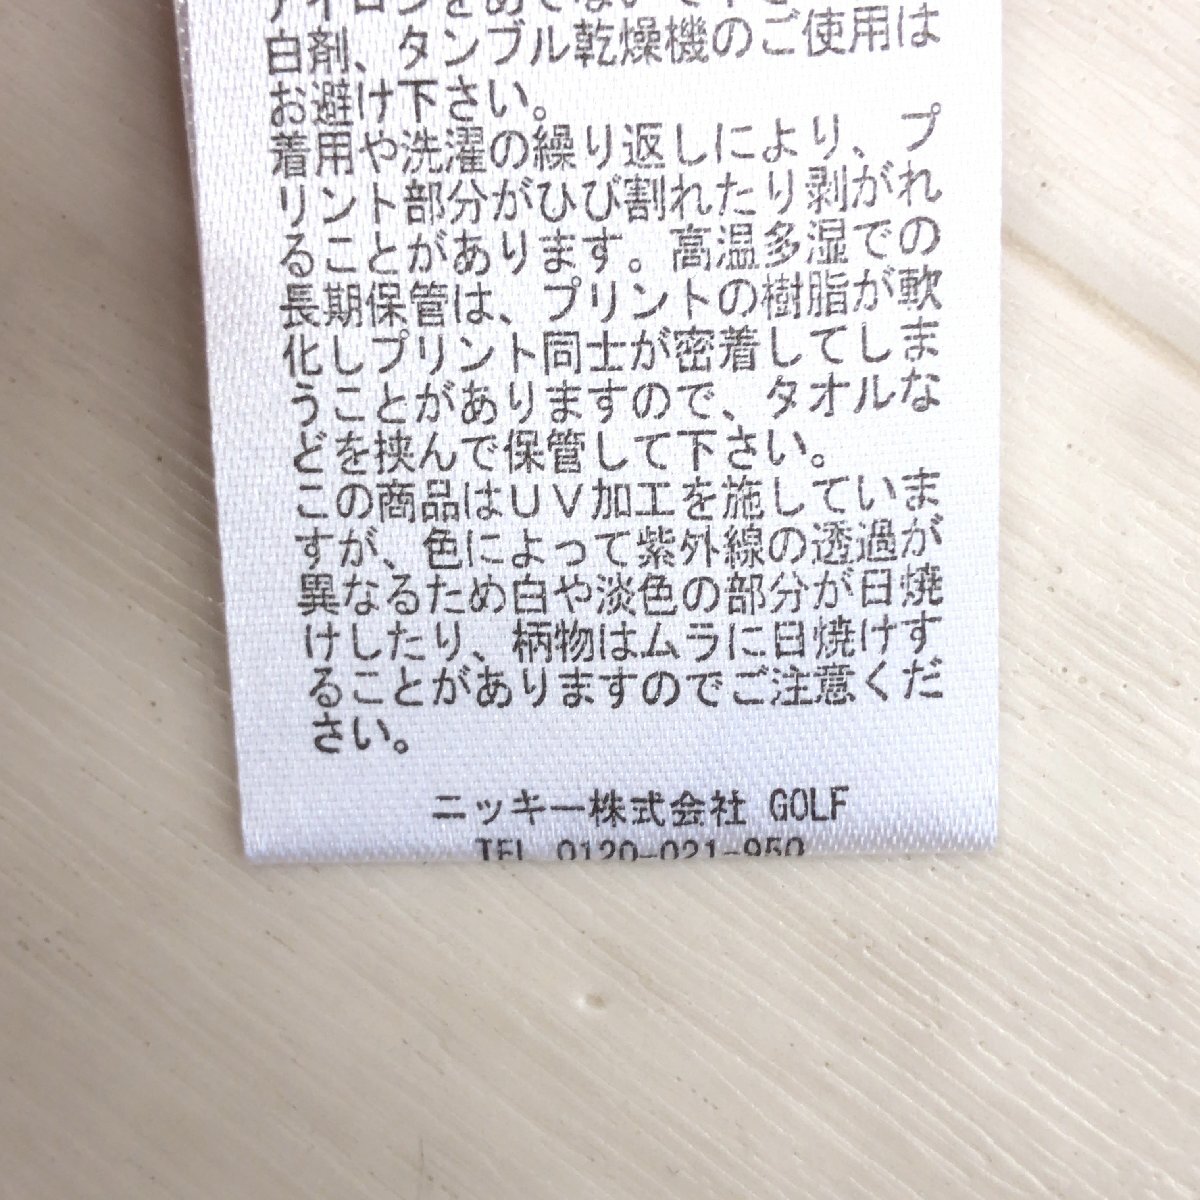 白剤、タンブル乾燥機のご使用は
お避け下さい。
着用や洗濯の繰り返しにより、プ
リント部分がひび割れたり剥がれ
ることがあります。高温多湿での
長期保管は、プリントの樹脂が軟
化しプリント同士が密着してしま
うことがありますので、タオルな
どを挟んで保管して下さい。
この商品はUV加工を施していま
すが、色によって紫外線の透過が
異なるため白や淡色の部分が日焼
けしたり、柄物はムラに日焼けす
ることがありますのでご注意くだ
さい。
ニッキー株式会社 GOLF
TEL 0120-021-950